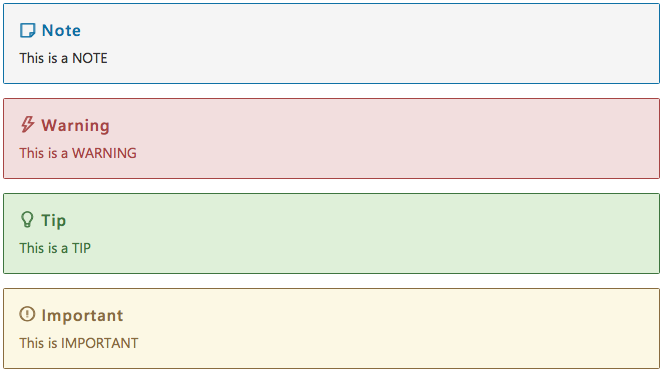 Note
This is a NOTE
Warning
This is a WARNING
Tip
This is a TIP
Important
This is IMPORTANT